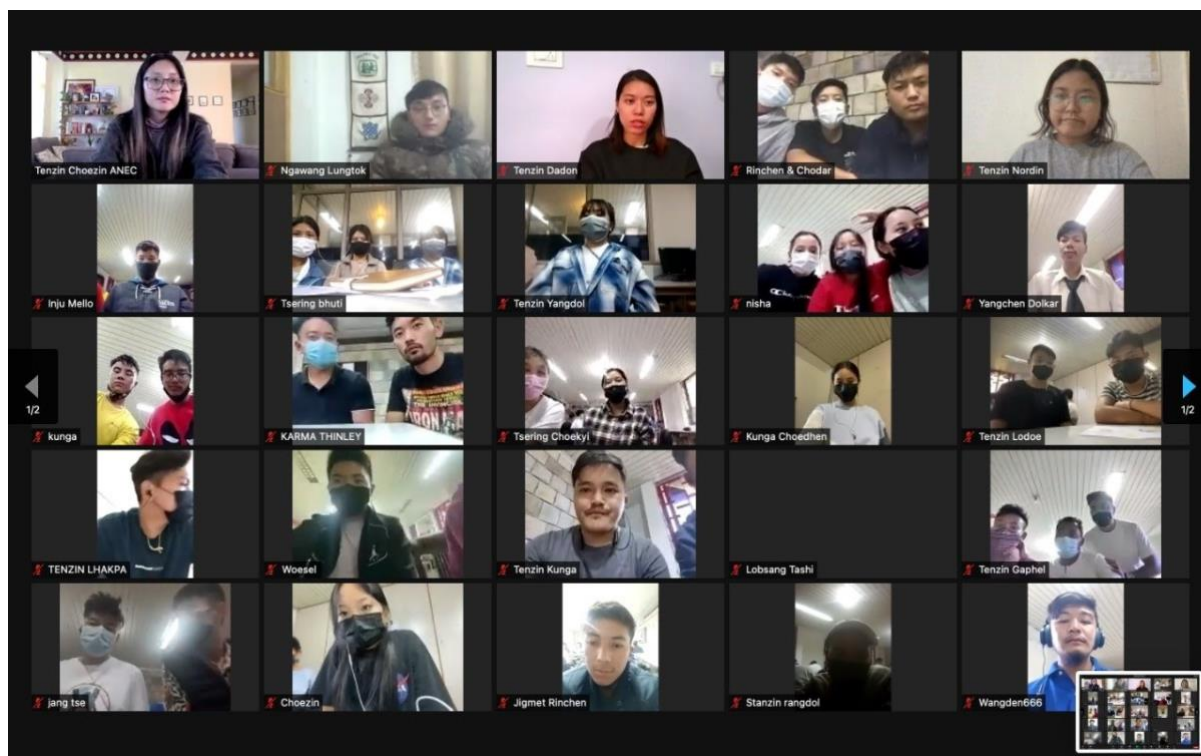 Tenzin Choezin ANEC
Ngawang Lungtok
Tenzin Dadon
Rinchen & Chodar
Tenzin Nordin
Inju Mello
Tsering bhuti
Tenzin Yangdol
nisha
Yangchen Dolkar
1/2
kunga
KARMA THINLEY
Tsering Choekyi
Kunga Choedhen
Tenzin Lodoe
1/2
TENZIN LHAKPA
Woesel
Tenzin Kunga
Lobsang Tashi
Tenzin Gaphel
jang tse
Choezin
Jigmet Rinchen
Stanzin rangdol
Wangden666